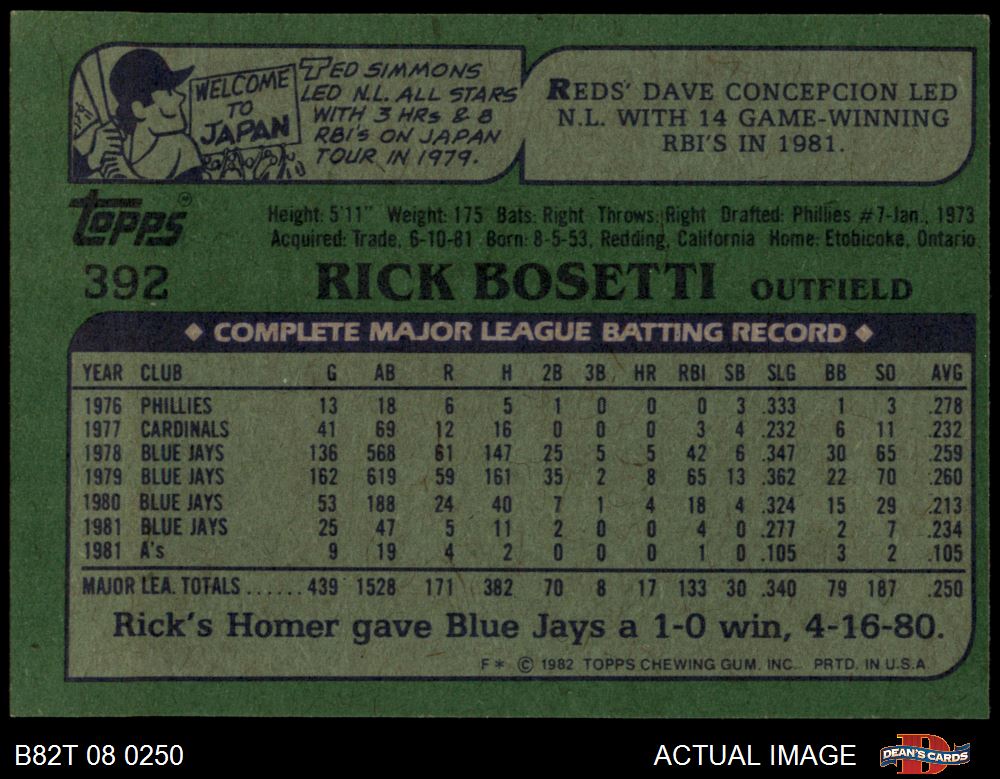 WELCOME
TO
JAPAN
TED SIMMONS
LED N.L. ALL STARS
WITH 3 HRs & 8
RBI'S ON JAPAN
TOUR IN 1979.
REDS' DAVE CONCEPCION LED
N.L. WITH 14 GAME-WINNING
RBI'S IN 1981.
Topps
Height: 5'11" Weight: 175 Bats: Right Throws: Right Drafted: Phillies #7-Jan., 1973
Acquired: Trade, 6-10-81 Born: 8-5-53, Redding, California Home: Etobicoke, Ontario
392 RICK BOSETTI OUTFIELD
◆ COMPLETE MAJOR LEAGUE BATTING RECORD ◆
YEAR CLUB G AB R H 2B 3B HR RBI SB SLG BB SO AVG
1976 PHILLIES 13 18 6 5 1 0 0 0 3 .333 1 3 .278
1977 CARDINALS 41 69 12 16 0 0 0 3 4 .232 6 11 .232
1978 BLUE JAYS 136 568 61 147 25 5 5 42 6 .347 30 65 .259
1979 BLUE JAYS 162 619 59 161 35 2 8 65 13 .362 22 70 .260
1980 BLUE JAYS 53 188 24 40 7 1 4 18 4 .324 15 29 .213
1981 BLUE JAYS 25 47 5 11 2 0 0 4 0 .277 2 7 .234
1981 A's 9 19 4 2 0 0 0 1 0 .105 3 2 .105
MAJOR LEA. TOTALS ...... 439 1528 171 382 70 8 17 133 30 .340 79 187 .250
Rick's Homer gave Blue Jays a 1-0 win, 4-16-80.
F* © 1982 TOPPS CHEWING GUM, INC. PRTD. IN U.S.A.
B82T 08 0250 ACTUAL IMAGE DEAN'S CARDS